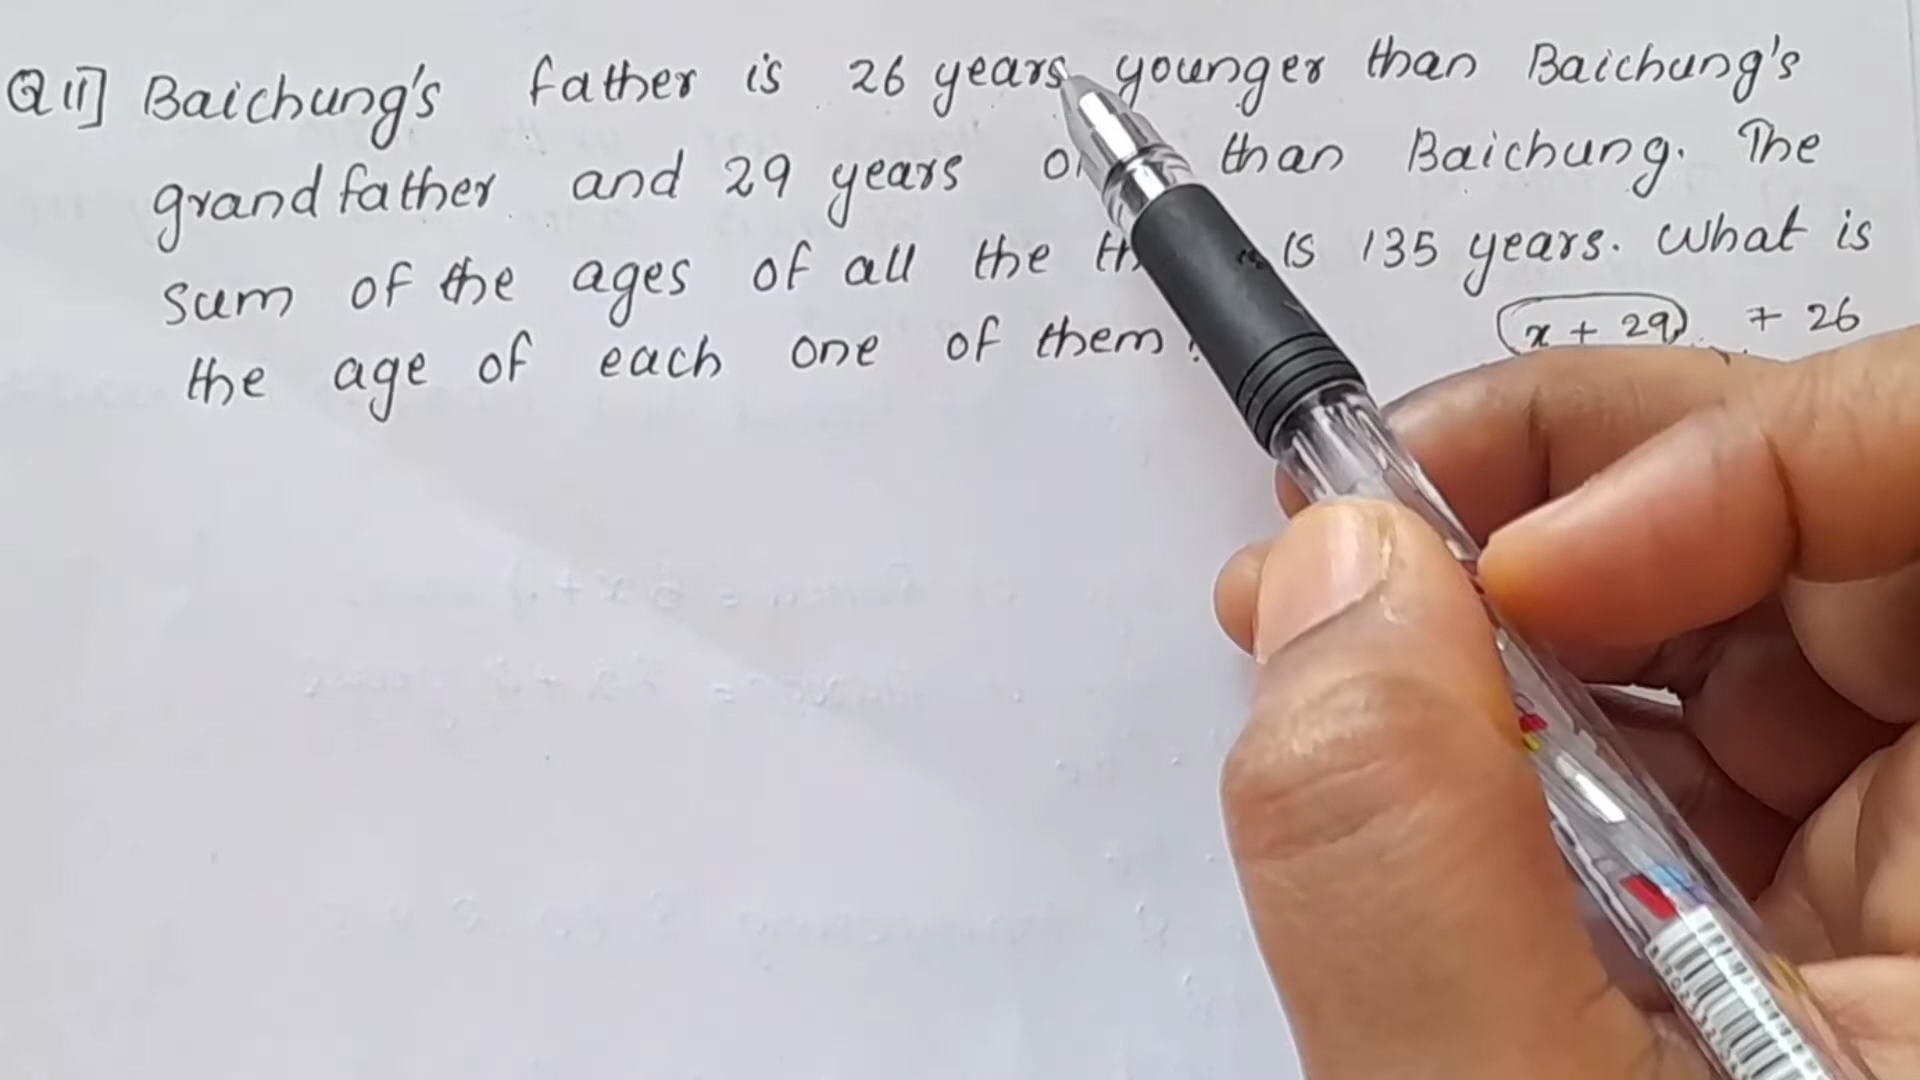 Q 11] Baichung's father is 26 years younger than Baichung's
grandfather and 29 years than Baichung. The
sum of the ages of all the is 135 years. What is
the age of each one of them?
x + 29 + 26